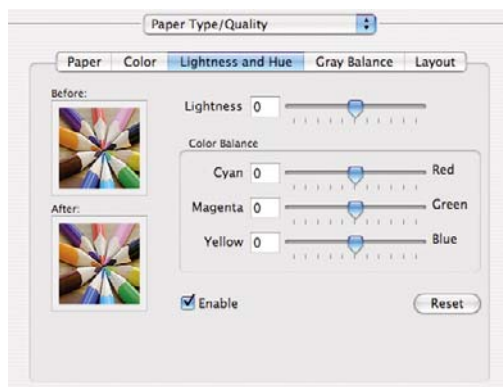 Paper Type/Quality
Paper Color Lightness and Hue Gray Balance Layout
Before:
Lightness 0
Color Balance
Cyan 0 Red
Magenta 0 Green
After:
Yellow 0 Blue
Enable
Reset